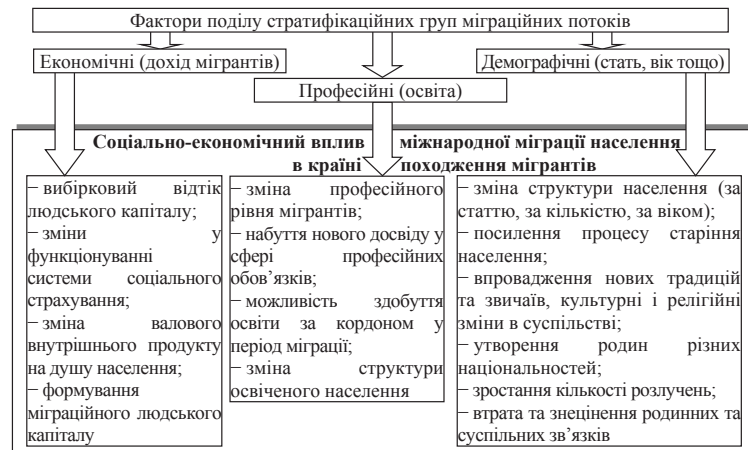 Фактори поділу стратифікаційних груп міграційних потоків
Економічні (дохід мігрантів)
Демографічні (стать, вік тощо)
Професійні (освіта)
Соціально-економічний вплив міжнародної міграції населення
в країні походження мігрантів
– вибірковий відтік
людського капіталу;
– зміни у
функціонуванні
системи соціального
страхування;
– зміна валового
внутрішнього продукту
на душу населення;
– формування
міграційного людського
капіталу
– зміна професійного
рівня мігрантів;
– набуття нового досвіду у
сфері професійних
обов’язків;
– можливість здобуття
освіти за кордоном у
період міграції;
– зміна структури
освіченого населення
– зміна структури населення (за
статтю, за кількістю, за віком);
– посилення процесу старіння
населення;
– впровадження нових традицій
та звичаїв, культурні і релігійні
зміни в суспільстві;
– утворення родин різних
національностей;
– зростання кількості розлучень;
– втрата та знецінення родинних та
суспільних зв’язків